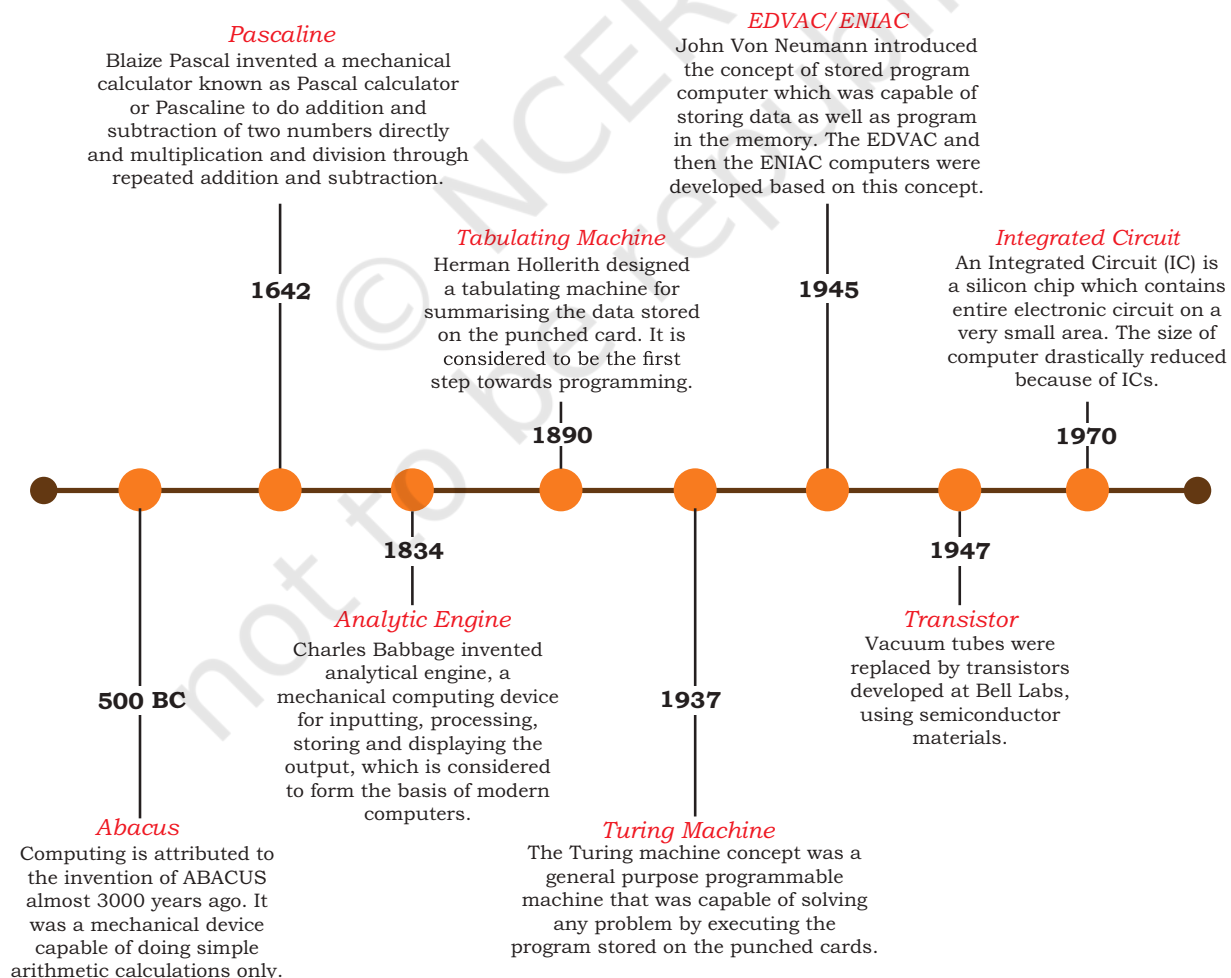 Pascaline
Blaize Pascal invented a mechanical
calculator known as Pascal calculator
or Pascaline to do addition and
subtraction of two numbers directly
and multiplication and division through
repeated addition and subtraction.
1642
EDVAC/ENIAC
John Von Neumann introduced
the concept of stored program
computer which was capable of
storing data as well as program
in the memory. The EDVAC and
then the ENIAC computers were
developed based on this concept.
1945
Tabulating Machine
Herman Hollerith designed
a tabulating machine for
summarising the data stored
on the punched card. It is
considered to be the first
step towards programming.
1890
Integrated Circuit
An Integrated Circuit (IC) is
a silicon chip which contains
entire electronic circuit on a
very small area. The size of
computer drastically reduced
because of ICs.
1970
500 BC
Abacus
Computing is attributed to
the invention of ABACUS
almost 3000 years ago. It
was a mechanical device
capable of doing simple
arithmetic calculations only.
1834
Analytic Engine
Charles Babbage invented
analytical engine, a
mechanical computing device
for inputting, processing,
storing and displaying the
output, which is considered
to form the basis of modern
computers.
1937
Turing Machine
The Turing machine concept was a
general purpose programmable
machine that was capable of solving
any problem by executing the
program stored on the punched cards.
1947
Transistor
Vacuum tubes were
replaced by transistors
developed at Bell Labs,
using semiconductor
materials.
© NCER
not to be republi